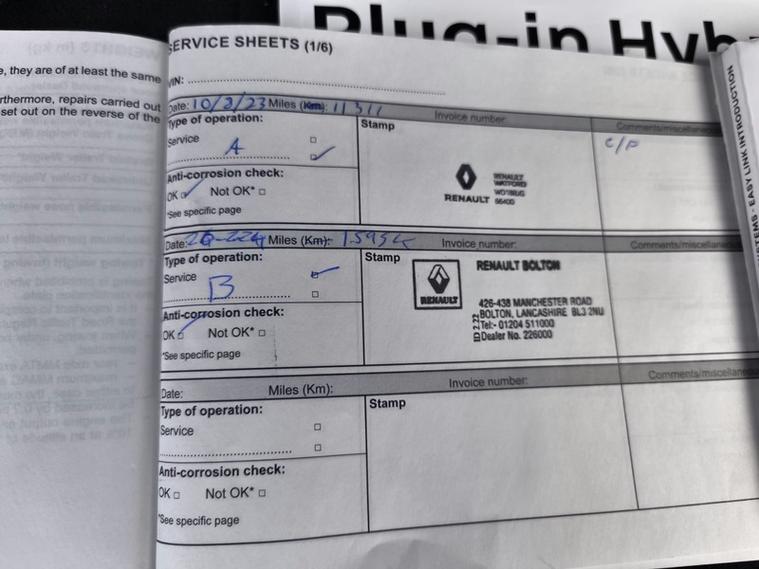 Plug-in Hyb
e, they are of at least the same
rthermore, repairs carried out
set out on the reverse of the
SERVICE SHEETS (1/6)
VIN:
Date: 10/2/23 Miles (Km): 11311 Invoice number: Comments/miscellaneous
Type of operation: Stamp
Service C/P
A
Anti-corrosion check:
OK Not OK*
*See specific page
RENAULT
RENAULT
WATFORD
Date: Miles (Km): Invoice number: Comments/miscellaneous
Type of operation: Stamp
Service
B
Anti-corrosion check:
OK Not OK*
*See specific page
RENAULT
RENAULT BOLTON
426-438 MANCHESTER ROAD
BOLTON, LANCASHIRE BL3 2NU
Tel:- 01204 511000
Dealer No. 226000
Date: Miles (Km): Invoice number: Comments/miscellaneous
Type of operation: Stamp
Service
Anti-corrosion check:
OK Not OK*
*See specific page
STEMS - EASY LINK INTRODUCTION